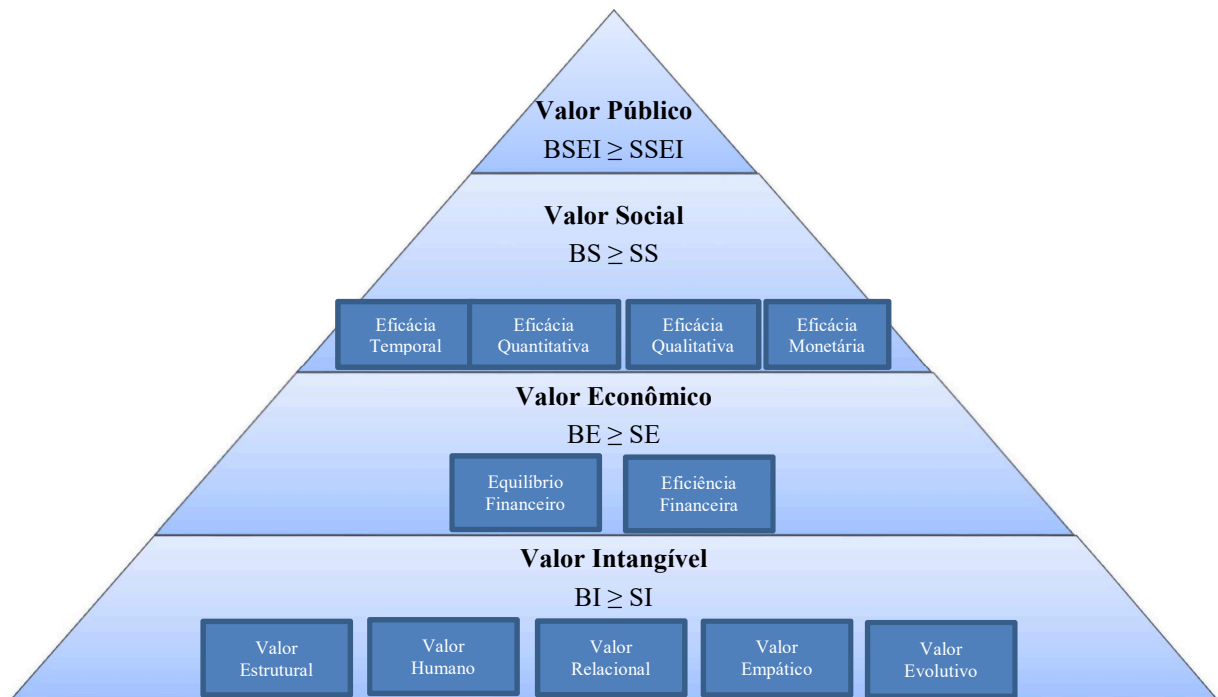 Valor Público
BSEI ≥ SSEI
Valor Social
BS ≥ SS
Eficácia
Temporal
Eficácia
Quantitativa
Eficácia
Qualitativa
Eficácia
Monetária
Valor Econômico
BE ≥ SE
Equilíbrio
Financeiro
Eficiência
Financeira
Valor Intangível
BI ≥ SI
Valor
Estrutural
Valor
Humano
Valor
Relacional
Valor
Empático
Valor
Evolutivo